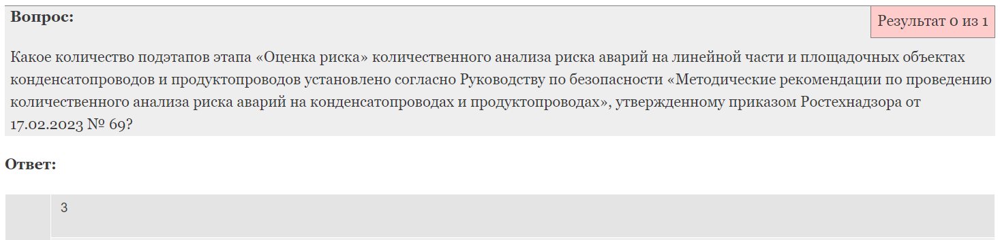 Вопрос:
Результат 0 из 1
Какое количество подэтапов этапа «Оценка риска» количественного анализа риска аварий на линейной части и площадочных объектах
конденсатопроводов и продуктопроводов установлено согласно Руководству по безопасности «Методические рекомендации по проведению
количественного анализа риска аварий на конденсатопроводах и продуктопроводах», утвержденному приказом Ростехнадзора от
17.02.2023 № 69?
Ответ:
3